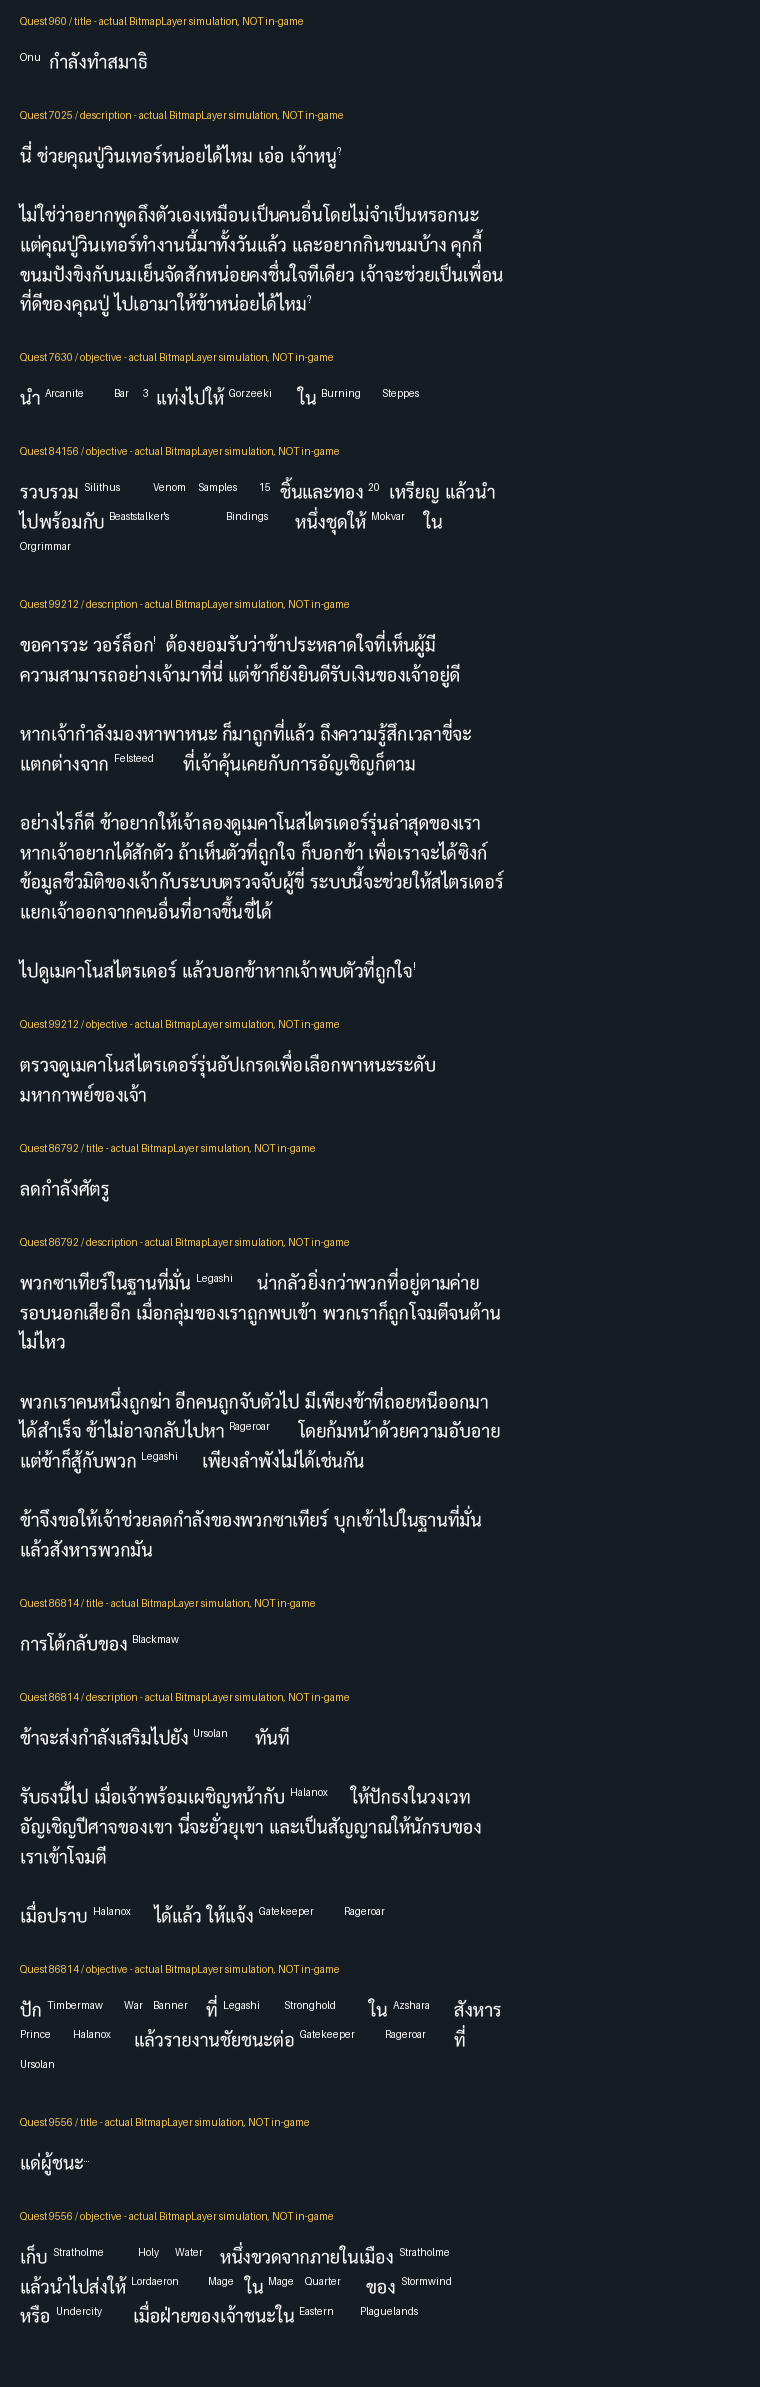 Quest 960 / title - actual BitmapLayer simulation, NOT in-game
Onu กำลังทำสมาธิ
Quest 7025 / description - actual BitmapLayer simulation, NOT in-game
นี่ ช่วยคุณปู่วินเทอร์หน่อยได้ไหม เอ่อ เจ้าหนู?
ไม่ใช่ว่าอยากพูดถึงตัวเองเหมือนเป็นคนอื่นโดยไม่จำเป็นหรอกนะ
แต่คุณปู่วินเทอร์ทำงานนี้มาทั้งวันแล้ว และอยากกินขนมบ้าง คุกกี้
ขนมปังขิงกับนมเย็นจัดสักหน่อยคงชื่นใจทีเดียว เจ้าจะช่วยเป็นเพื่อน
ที่ดีของคุณปู่ ไปเอามาให้ข้าหน่อยได้ไหม?
Quest 7630 / objective - actual BitmapLayer simulation, NOT in-game
นำ Arcanite Bar 3 แท่งไปให้ Gorzeeki ใน Burning Steppes
Quest 84156 / objective - actual BitmapLayer simulation, NOT in-game
รวบรวม Silithus Venom Samples 15 ชิ้นและทอง 20 เหรียญ แล้วนำ
ไปพร้อมกับ Beaststalker's Bindings หนึ่งชุดให้ Mokvar ใน
Orgrimmar
Quest 99212 / description - actual BitmapLayer simulation, NOT in-game
ขอคารวะ วอร์ล็อก! ต้องยอมรับว่าข้าประหลาดใจที่เห็นผู้มี
ความสามารถอย่างเจ้ามาที่นี่ แต่ข้าก็ยังยินดีรับเงินของเจ้าอยู่ดี
หากเจ้ากำลังมองหาพาหนะ ก็มาถูกที่แล้ว ถึงความรู้สึกเวลาขี่จะ
แตกต่างจาก Felsteed ที่เจ้าคุ้นเคยกับการอัญเชิญก็ตาม
อย่างไรก็ดี ข้าอยากให้เจ้าลองดูเมคาโนสไตรเดอร์รุ่นล่าสุดของเรา
หากเจ้าอยากได้สักตัว ถ้าเห็นตัวที่ถูกใจ ก็บอกข้า เพื่อเราจะได้ซิงก์
ข้อมูลชีวมิติของเจ้ากับระบบตรวจจับผู้ขี่ ระบบนี้จะช่วยให้สไตรเดอร์
แยกเจ้าออกจากคนอื่นที่อาจขึ้นขี่ได้
ไปดูเมคาโนสไตรเดอร์ แล้วบอกข้าหากเจ้าพบตัวที่ถูกใจ!
Quest 99212 / objective - actual BitmapLayer simulation, NOT in-game
ตรวจดูเมคาโนสไตรเดอร์รุ่นอัปเกรดเพื่อเลือกพาหนะระดับ
มหากาพย์ของเจ้า
Quest 86792 / title - actual BitmapLayer simulation, NOT in-game
ลดกำลังศัตรู
Quest 86792 / description - actual BitmapLayer simulation, NOT in-game
พวกซาเทียร์ในฐานที่มั่น Legashi น่ากลัวยิ่งกว่าพวกที่อยู่ตามค่าย
รอบนอกเสียอีก เมื่อกลุ่มของเราถูกพบเข้า พวกเราก็ถูกโจมตีจนต้าน
ไม่ไหว
พวกเราคนหนึ่งถูกฆ่า อีกคนถูกจับตัวไป มีเพียงข้าที่ถอยหนีออกมา
ได้สำเร็จ ข้าไม่อาจกลับไปหา Rageroar โดยก้มหน้าด้วยความอับอาย
แต่ข้าก็สู้กับพวก Legashi เพียงลำพังไม่ได้เช่นกัน
ข้าจึงขอให้เจ้าช่วยลดกำลังของพวกซาเทียร์ บุกเข้าไปในฐานที่มั่น
แล้วสังหารพวกมัน
Quest 86814 / title - actual BitmapLayer simulation, NOT in-game
การโต้กลับของ Blackmaw
Quest 86814 / description - actual BitmapLayer simulation, NOT in-game
ข้าจะส่งกำลังเสริมไปยัง Ursolan ทันที
รับธงนี้ไป เมื่อเจ้าพร้อมเผชิญหน้ากับ Halanox ให้ปักธงในวงเวท
อัญเชิญปีศาจของเขา นี่จะยั่วยุเขา และเป็นสัญญาณให้นักรบของ
เราเข้าโจมตี
เมื่อปราบ Halanox ได้แล้ว ให้แจ้ง Gatekeeper Rageroar
Quest 86814 / objective - actual BitmapLayer simulation, NOT in-game
ปัก Timbermaw War Banner ที่ Legashi Stronghold ใน Azshara สังหาร
Prince Halanox แล้วรายงานชัยชนะต่อ Gatekeeper Rageroar ที่
Ursolan
Quest 9556 / title - actual BitmapLayer simulation, NOT in-game
แด่ผู้ชนะ...
Quest 9556 / objective - actual BitmapLayer simulation, NOT in-game
เก็บ Stratholme Holy Water หนึ่งขวดจากภายในเมือง Stratholme
แล้วนำไปส่งให้ Lordaeron Mage ใน Mage Quarter ของ Stormwind
หรือ Undercity เมื่อฝ่ายของเจ้าชนะใน Eastern Plaguelands